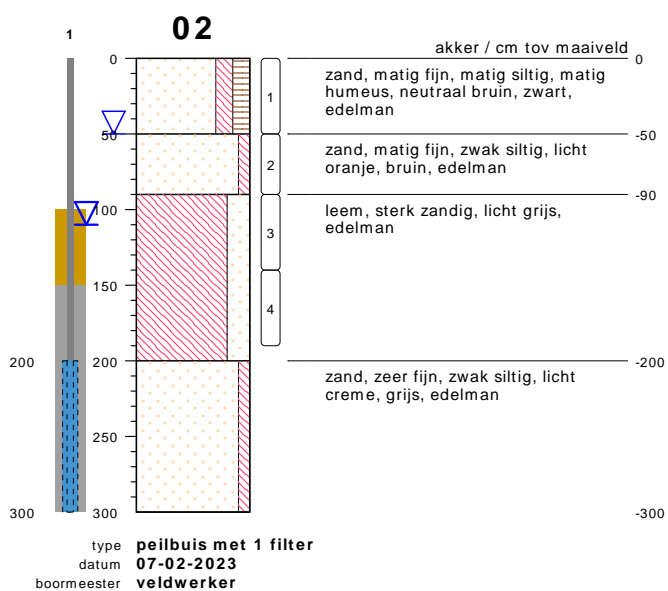 1
02
akker / cm tov maaiveld
0
0
zand, matig fijn, matig siltig, matig
humeus, neutraal bruin, zwart,
edelman
1
50
-50
zand, matig fijn, zwak siltig, licht
oranje, bruin, edelman
2
-90
leem, sterk zandig, licht grijs,
edelman
100
3
150
4
200
200
-200
zand, zeer fijn, zwak siltig, licht
creme, grijs, edelman
250
300
300
-300
type peilbuis met 1 filter
datum 07-02-2023
boormeester veldwerker